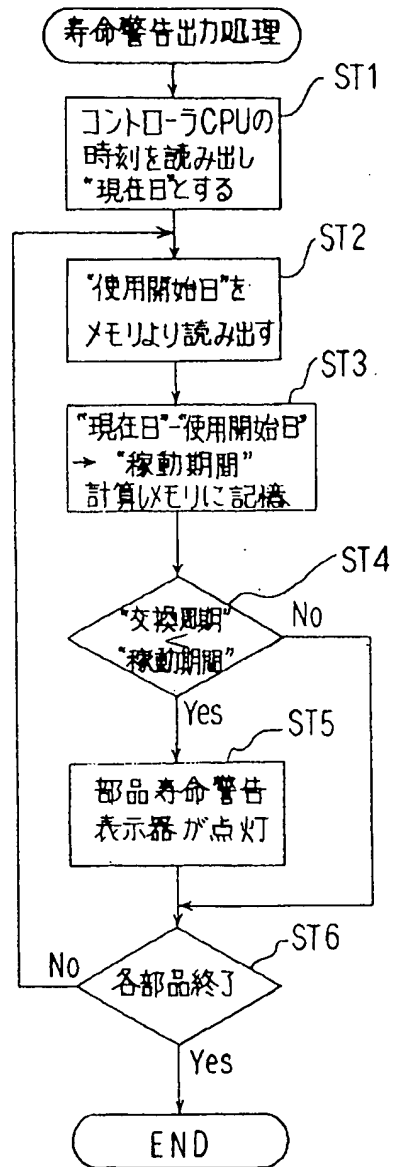 寿命警告出力処理
ST1
コントローラCPUの
時刻を読み出し
"現在日"とする
ST2
"使用開始日"を
メモリより読み出す
ST3
"現在日"-"使用開始日"
→ "稼動期間"
計算しメモリに記憶
ST4
"交換周期"
<
"稼動期間"
No
Yes
ST5
部品寿命警告
表示器が点灯
ST6
No
各部品終了
Yes
END